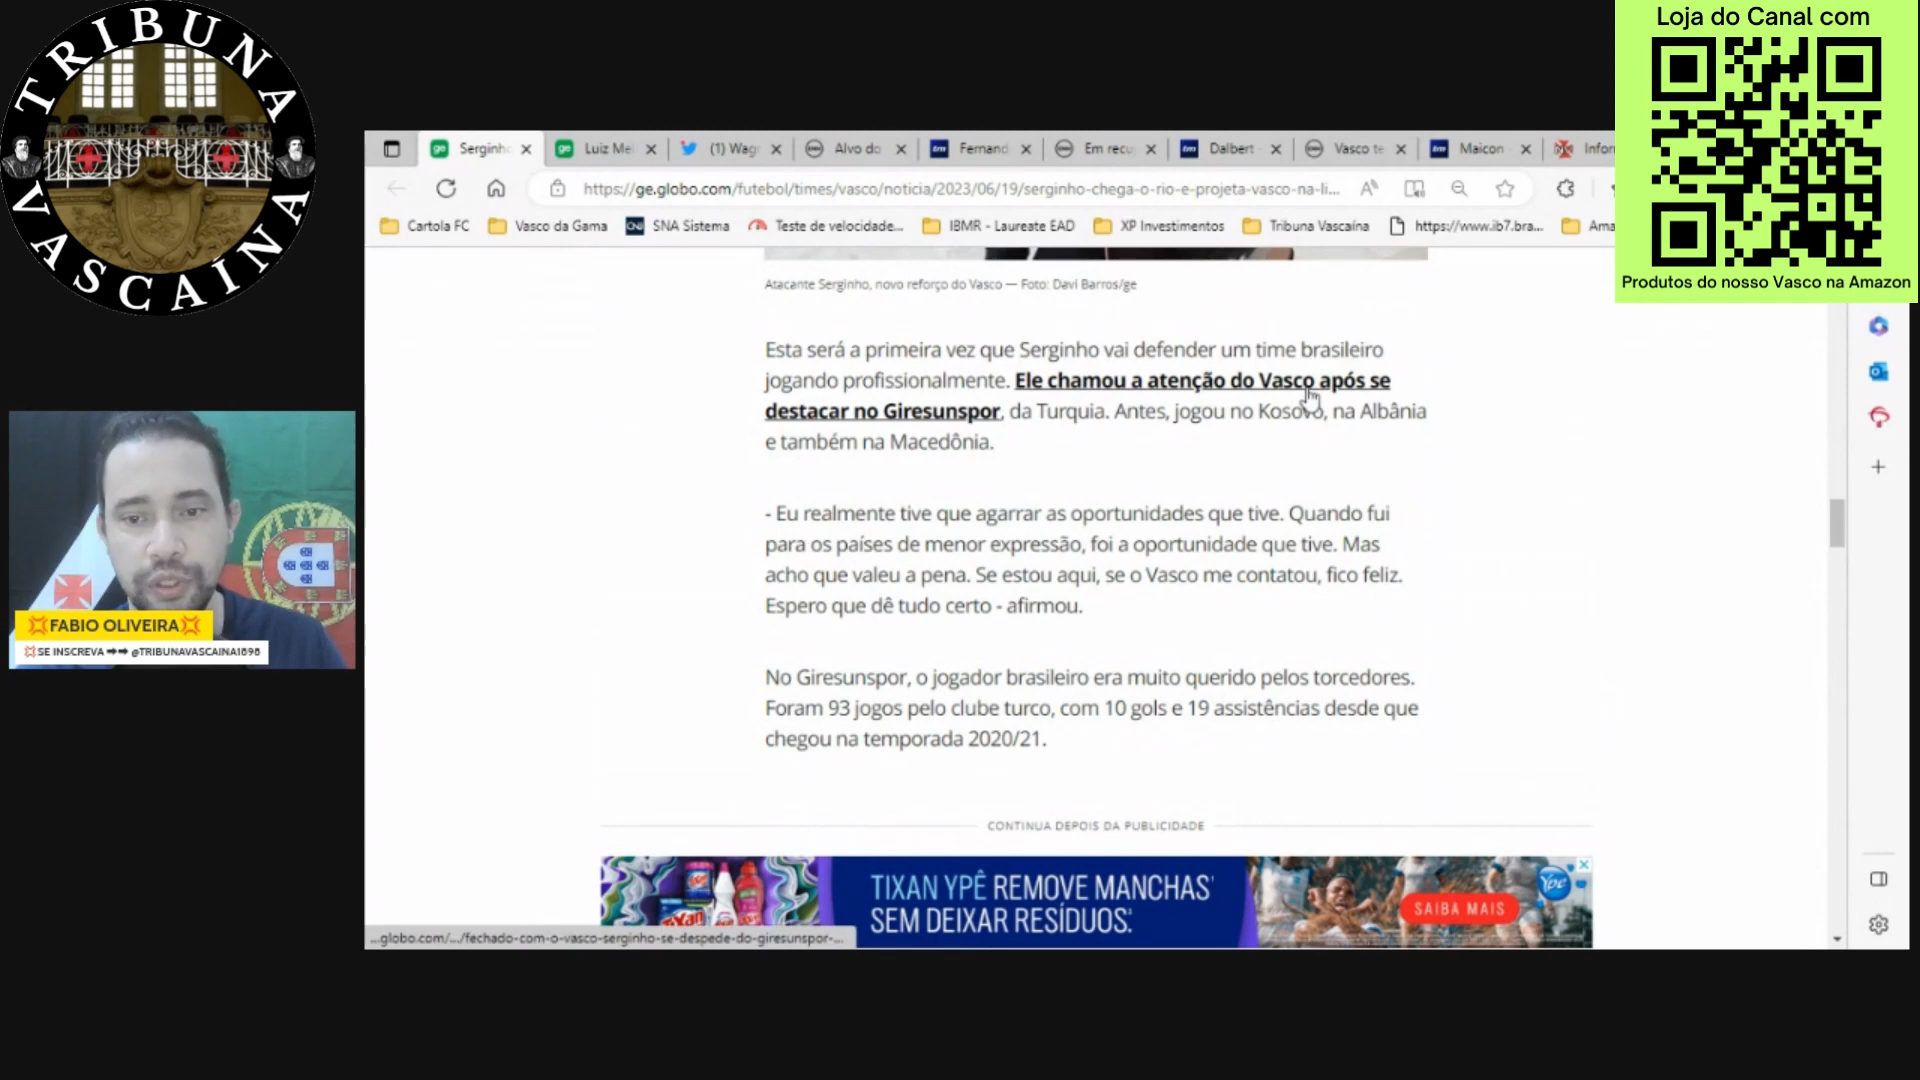 TRIBUNA
VASCAÍNA
Loja do Canal com
Produtos do nosso Vasco na Amazon
Serginh
Luiz Me
(1) Wag
Alvo do
Fernand
Em recu
Dalbert
Vasco te
Maicon
Infor
https://ge.globo.com/futebol/times/vasco/noticia/2023/06/19/serginho-chega-o-rio-e-projeta-vasco-na-li...
Cartola FC
Vasco da Gama
SNA Sistema
Teste de velocidade...
IBMR - Laureate EAD
XP Investimentos
Tribuna Vascaína
https://www.ib7.bra...
Ama
Atacante Serginho, novo reforço do Vasco — Foto: Davi Barros/ge
Esta será a primeira vez que Serginho vai defender um time brasileiro
jogando profissionalmente. Ele chamou a atenção do Vasco após se
destacar no Giresunspor, da Turquia. Antes, jogou no Kosovo, na Albânia
e também na Macedônia.
- Eu realmente tive que agarrar as oportunidades que tive. Quando fui
para os países de menor expressão, foi a oportunidade que tive. Mas
acho que valeu a pena. Se estou aqui, se o Vasco me contatou, fico feliz.
Espero que dê tudo certo - afirmou.
No Giresunspor, o jogador brasileiro era muito querido pelos torcedores.
Foram 93 jogos pelo clube turco, com 10 gols e 19 assistências desde que
chegou na temporada 2020/21.
CONTINUA DEPOIS DA PUBLICIDADE
TIXAN YPÊ REMOVE MANCHAS
SEM DEIXAR RESÍDUOS.
SAIBA MAIS
Ypê
...globo.com/.../fechado-com-o-vasco-serginho-se-despede-do-giresunspor-...
FABIO OLIVEIRA
SE INSCREVA ➡➡ @TRIBUNAVASCAINA1898